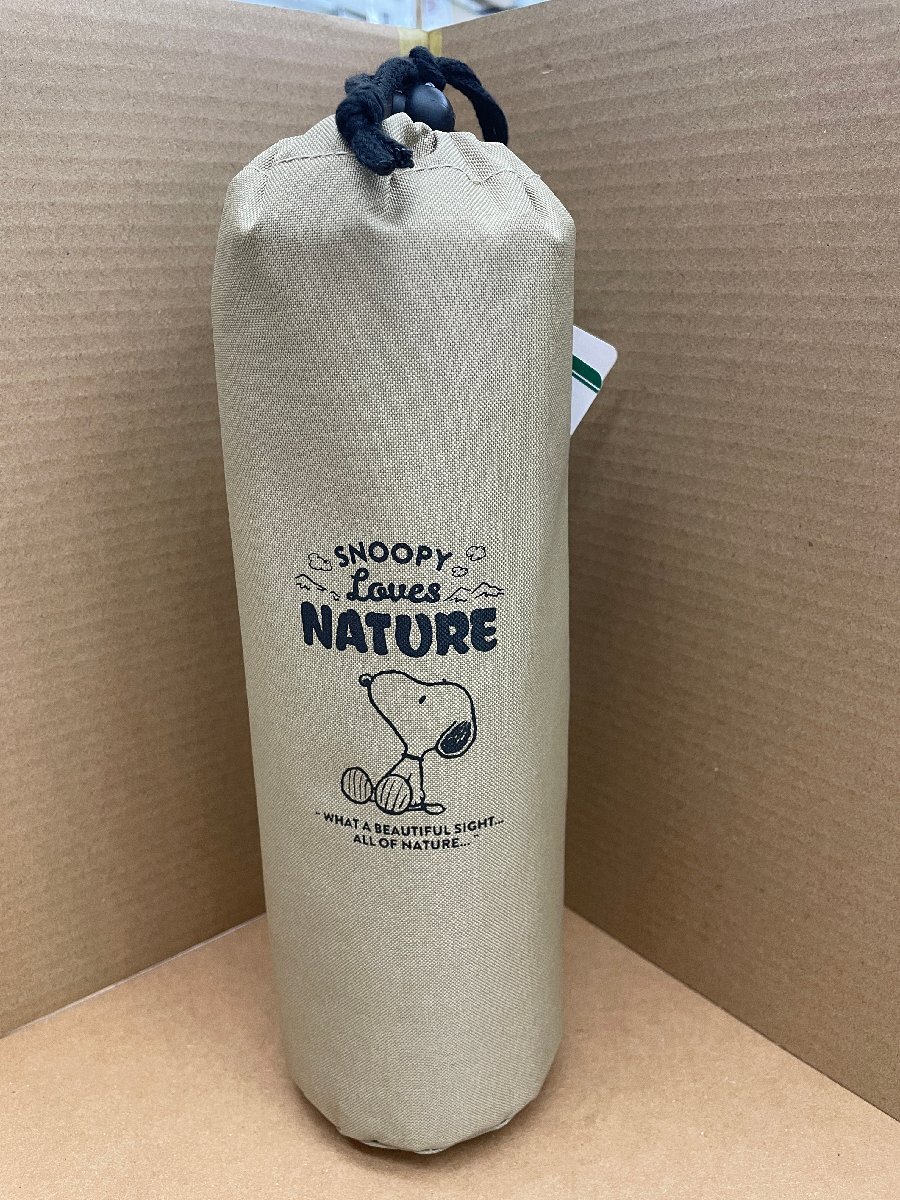 SNOOPY
Loves
NATURE
"WHAT A BEAUTIFUL SIGHT...
ALL OF NATURE..."